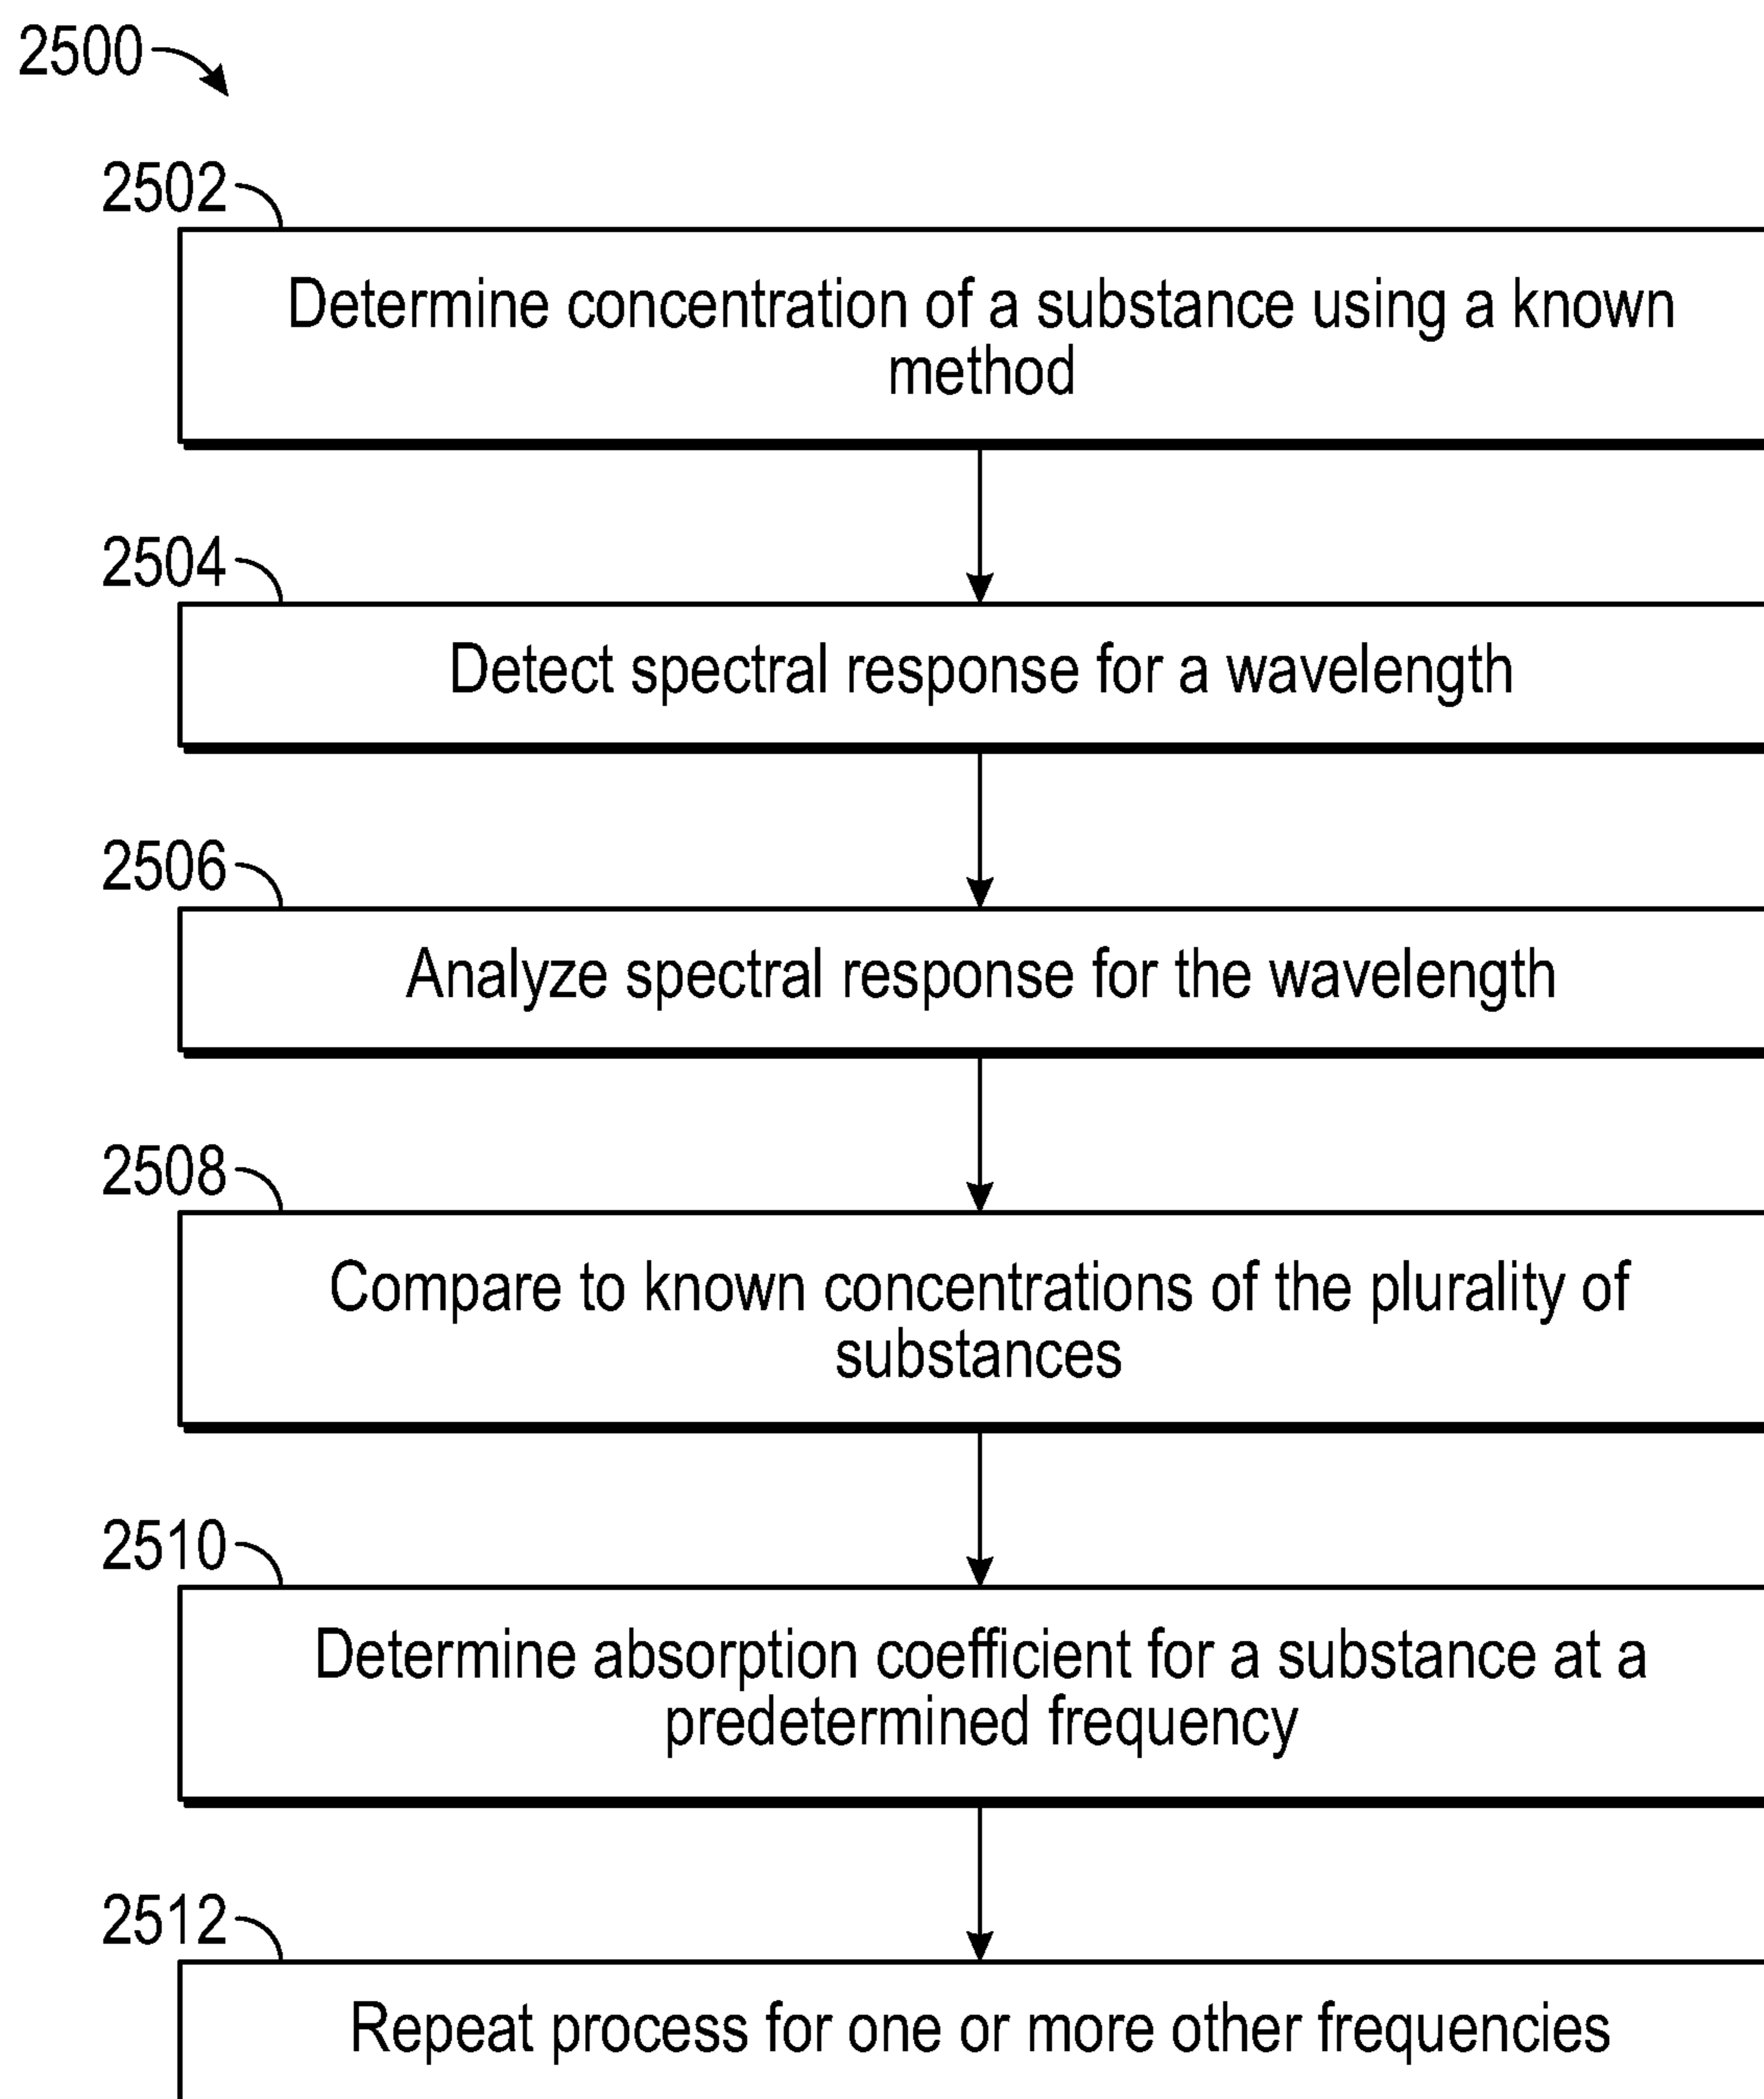 2500
2502
Determine concentration of a substance using a known
method
2504
Detect spectral response for a wavelength
2506
Analyze spectral response for the wavelength
2508
Compare to known concentrations of the plurality of
substances
2510
Determine absorption coefficient for a substance at a
predetermined frequency
2512
Repeat process for one or more other frequencies